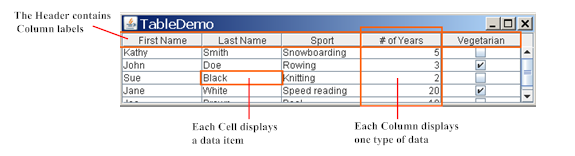 The Header contains
Column labels
TableDemo
First Name Last Name Sport # of Years Vegetarian
Kathy Smith Snowboarding 5
John Doe Rowing 3
Sue Black Knitting 2
Jane White Speed reading 20
Each Cell displays
a data item
Each Column displays
one type of data